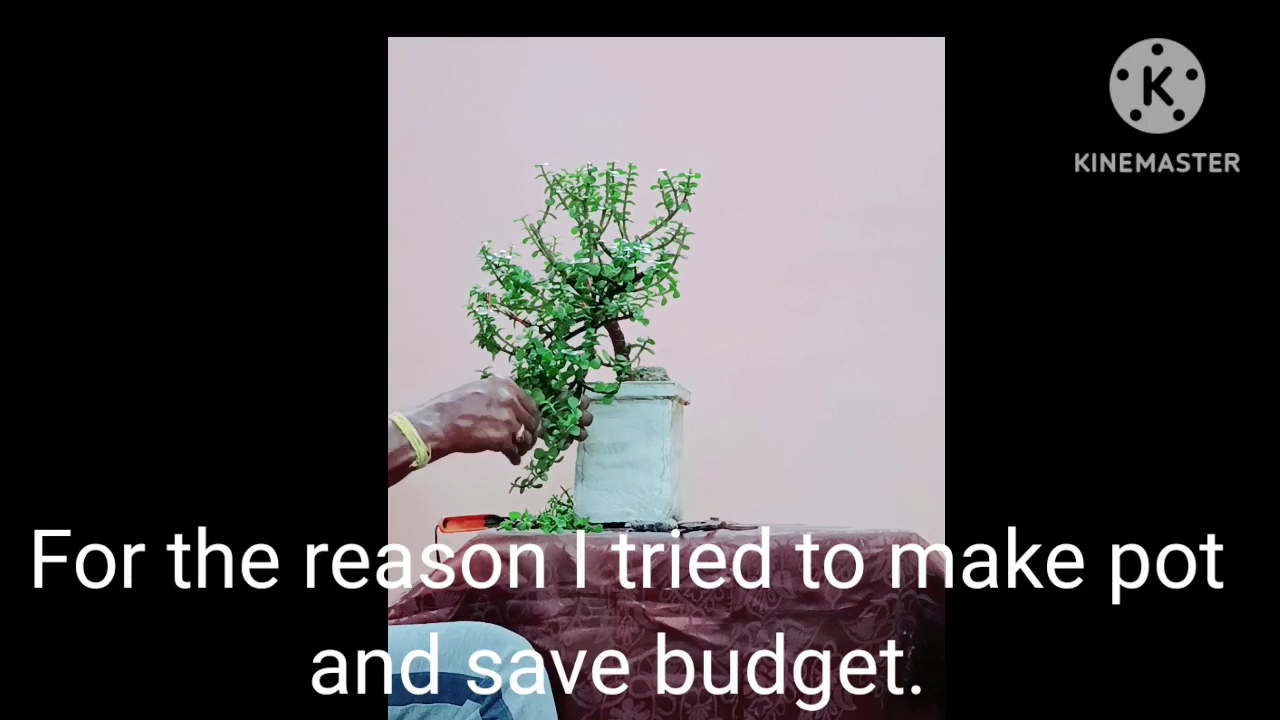 K
KINEMASTER
For the reason I tried to make pot
and save budget.